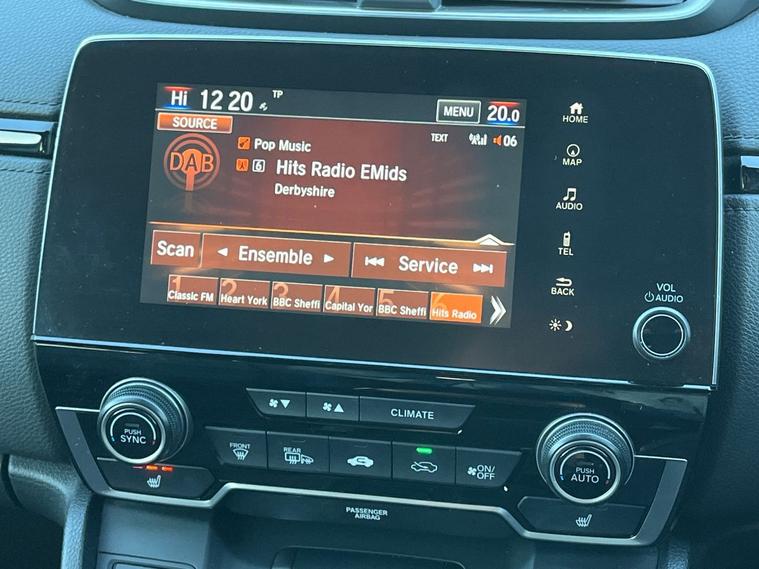 Hi 12 20 TP MENU 20.0
SOURCE
DAB
Pop Music
TEXT 06
6 Hits Radio EMids
Derbyshire
Scan Ensemble Service
1 Classic FM
2 Heart York
3 BBC Sheffi
4 Capital Yor
5 BBC Sheffi
6 Hits Radio
HOME
MAP
AUDIO
TEL
BACK
VOL
AUDIO
CLIMATE
PUSH
SYNC
FRONT
REAR
ON/
OFF
PUSH
AUTO
PASSENGER
AIRBAG